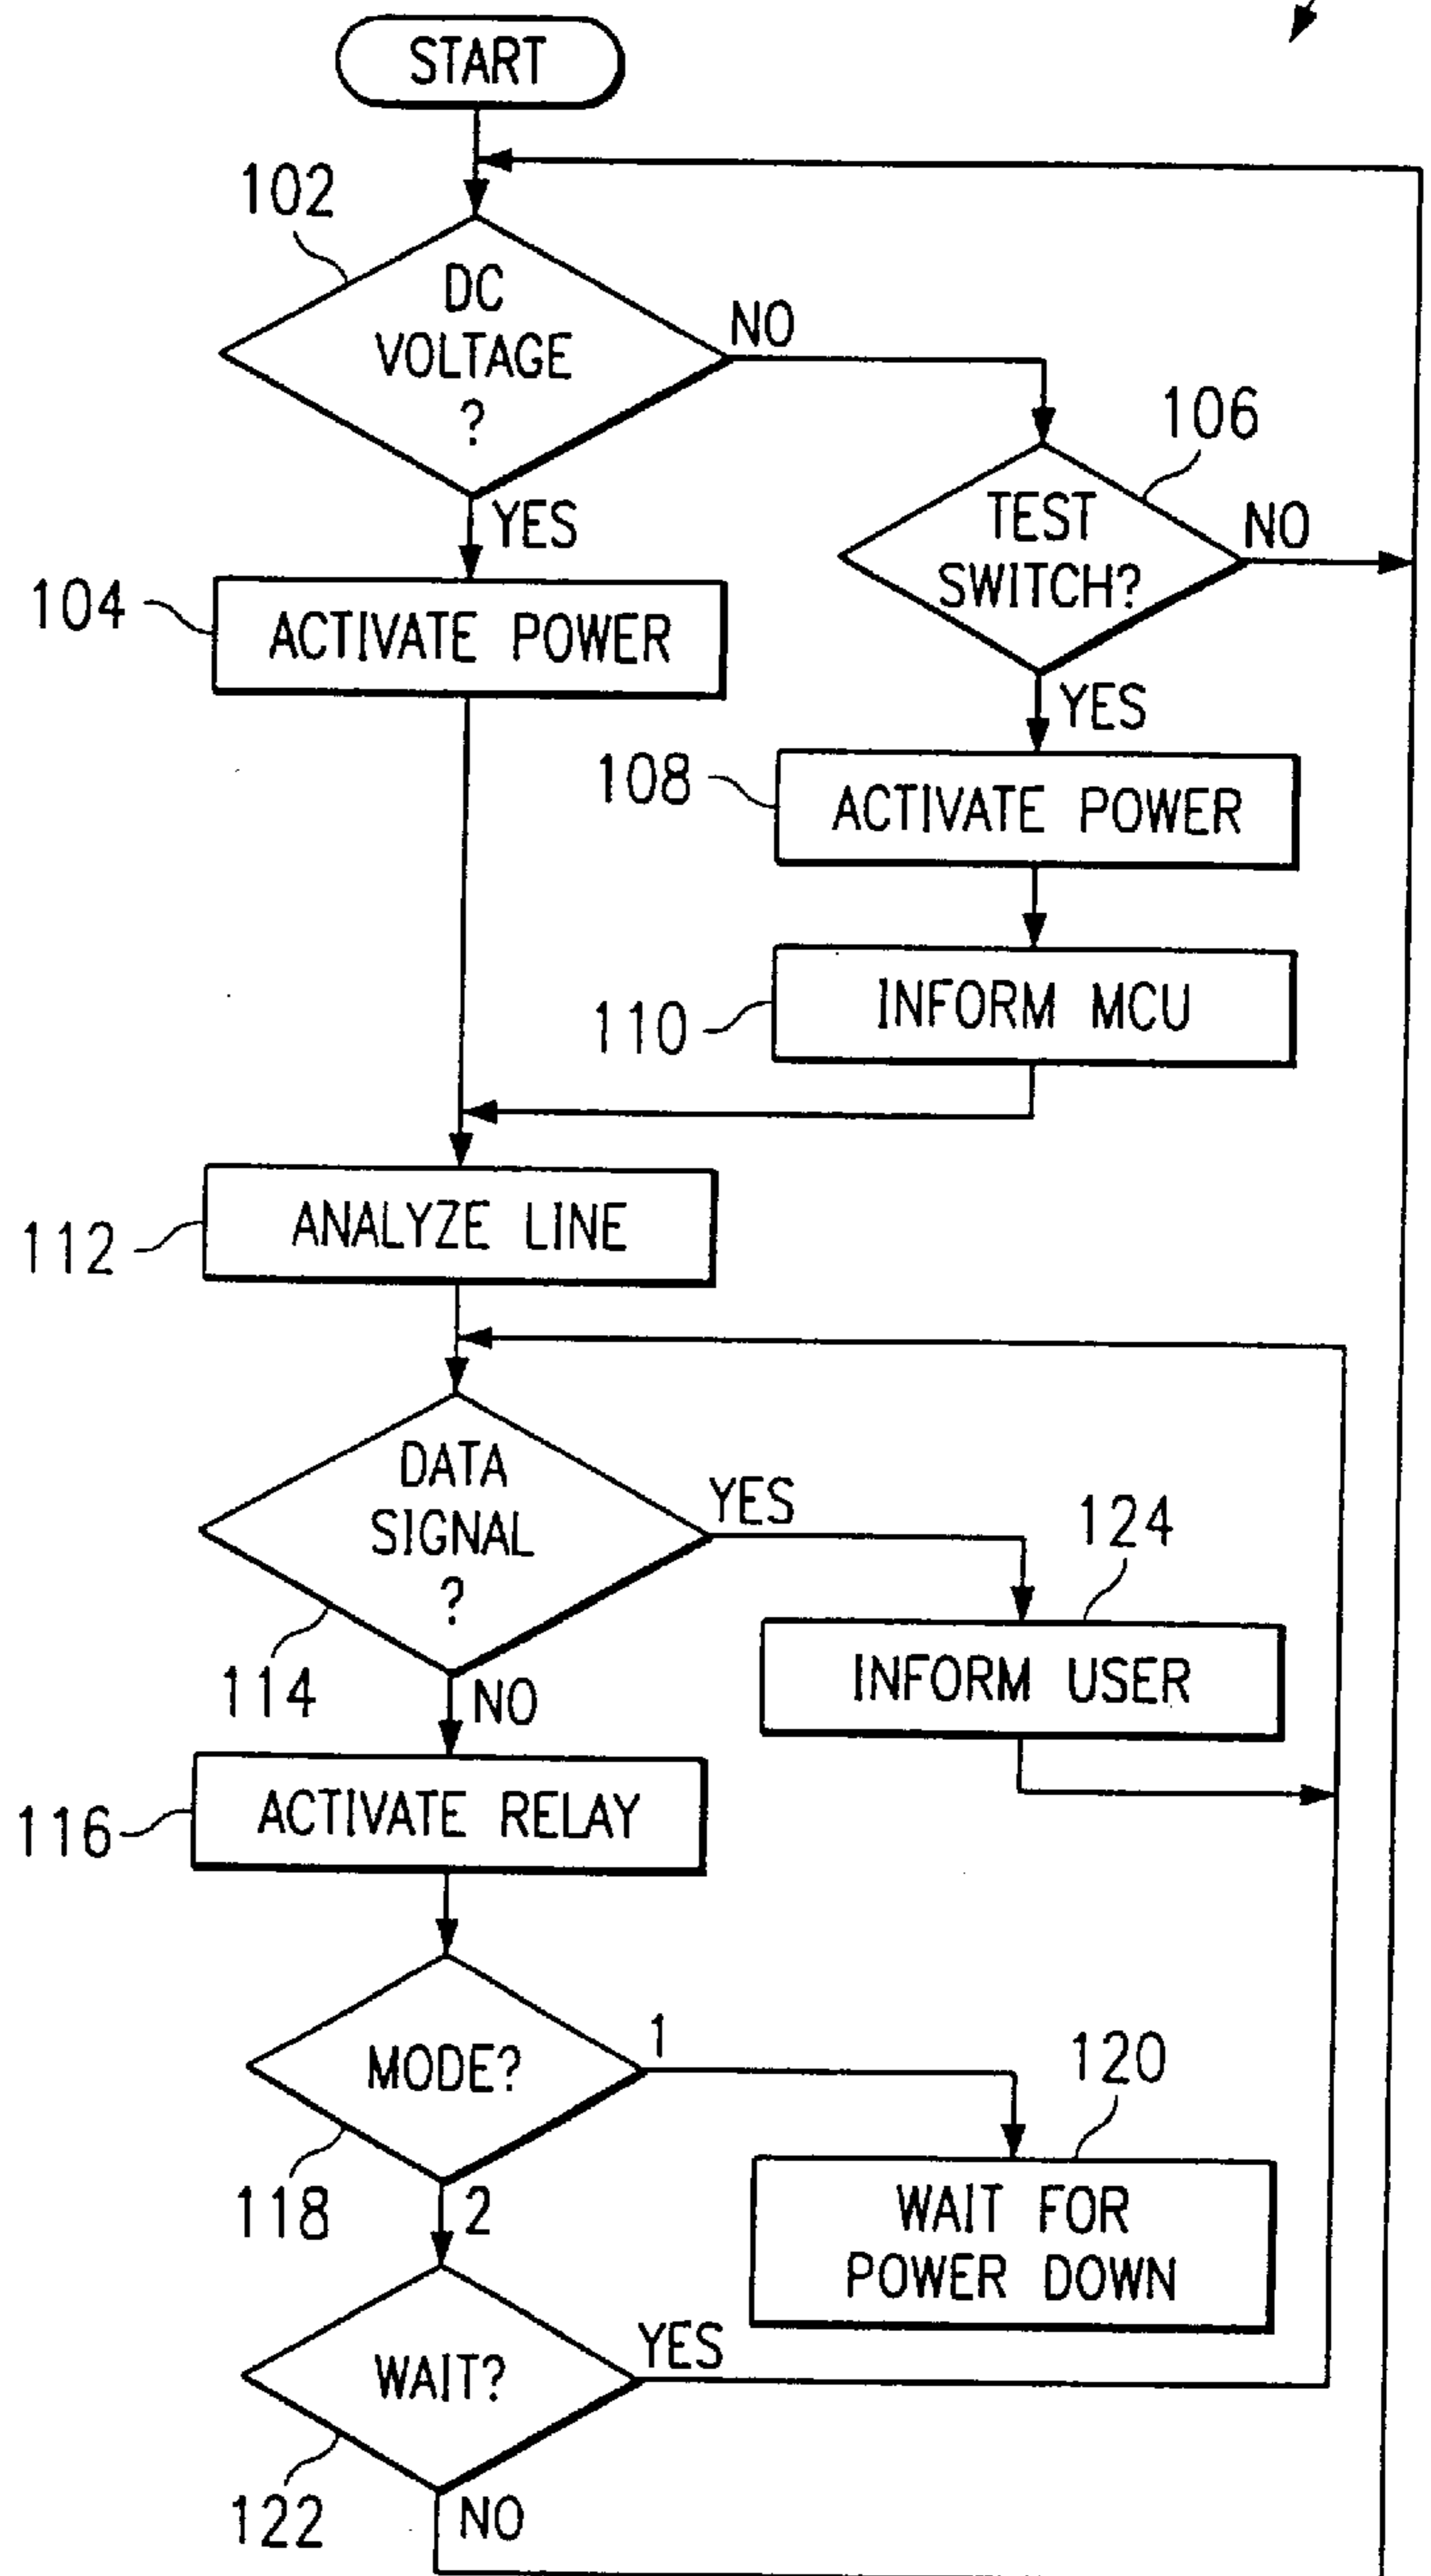 START
102
DC
VOLTAGE
?
NO
YES
106
TEST
SWITCH?
NO
YES
104
ACTIVATE POWER
108
ACTIVATE POWER
110
INFORM MCU
112
ANALYZE LINE
DATA
SIGNAL
?
YES
114
NO
124
INFORM USER
116
ACTIVATE RELAY
MODE?
1
118
2
120
WAIT FOR
POWER DOWN
WAIT?
YES
122
NO